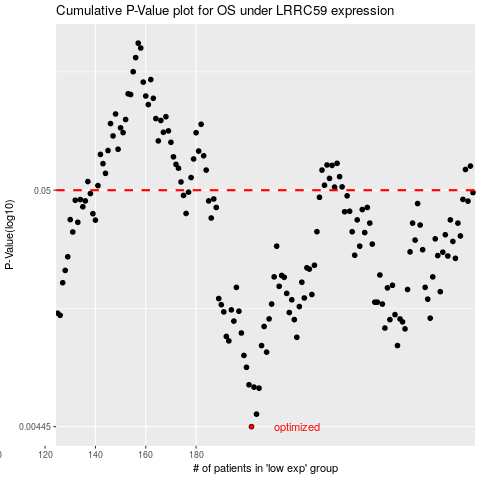 Cumulative P-Value plot for OS under LRRC59 expression
P-Value(log10)
0.05
0.00445
optimized
0 120 140 160 180
# of patients in 'low exp' group